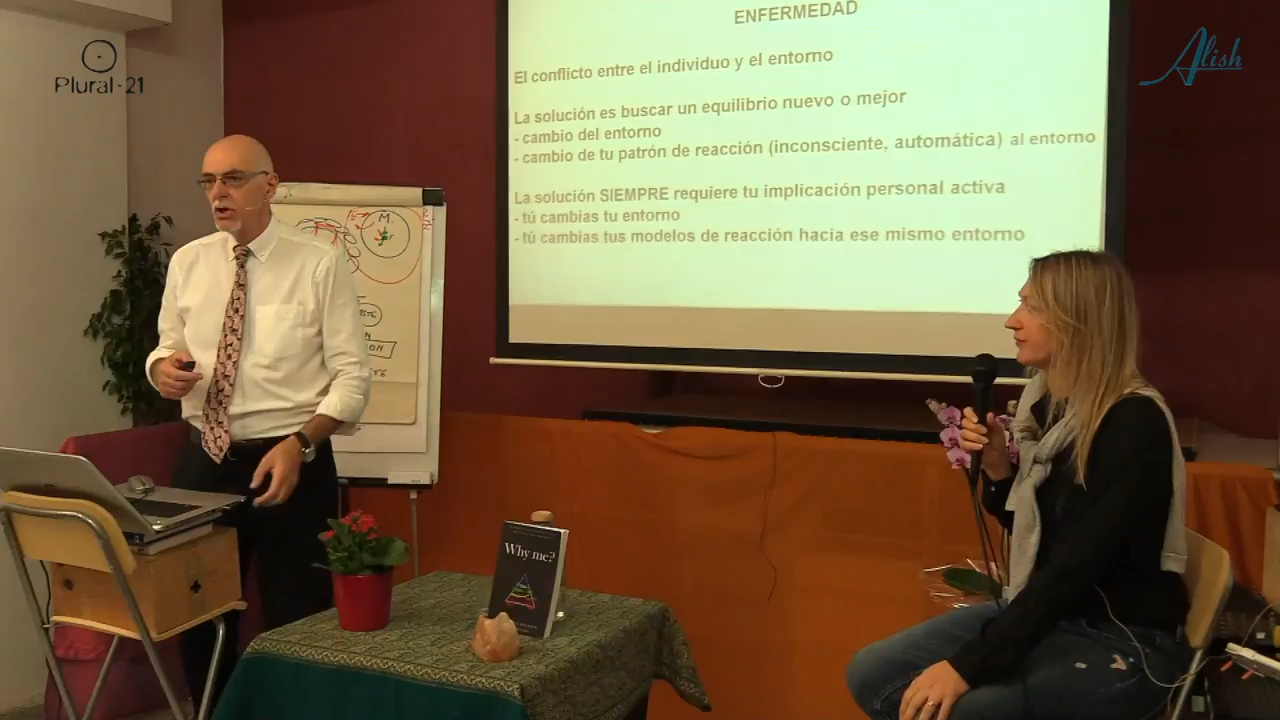 Plural-21
Alish
ENFERMEDAD
El conflicto entre el individuo y el entorno
La solución es buscar un equilibrio nuevo o mejor
- cambio del entorno
- cambio de tu patrón de reacción (inconsciente, automática) al entorno
La solución SIEMPRE requiere tu implicación personal activa
- tú cambias tu entorno
- tú cambias tus modelos de reacción hacia ese mismo entorno
M.
Why me?